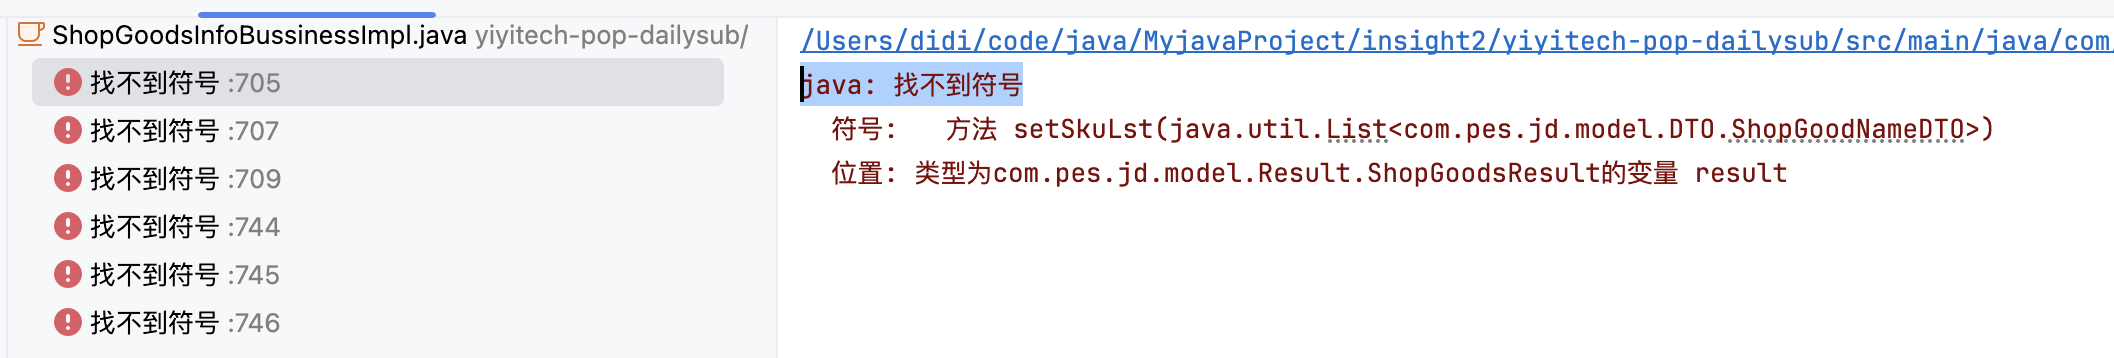 ShopGoodsInfoBussinessImpl.java yiyitech-pop-dailysub/
找不到符号 :705
找不到符号 :707
找不到符号 :709
找不到符号 :744
找不到符号 :745
找不到符号 :746
/Users/didi/code/java/MyjavaProject/insight2/yiyitech-pop-dailysub/src/main/java/com/
java: 找不到符号
符号: 方法 setSkuLst(java.util.List<com.pes.jd.model.DTO.ShopGoodNameDTO>)
位置: 类型为com.pes.jd.model.Result.ShopGoodsResult的变量 result